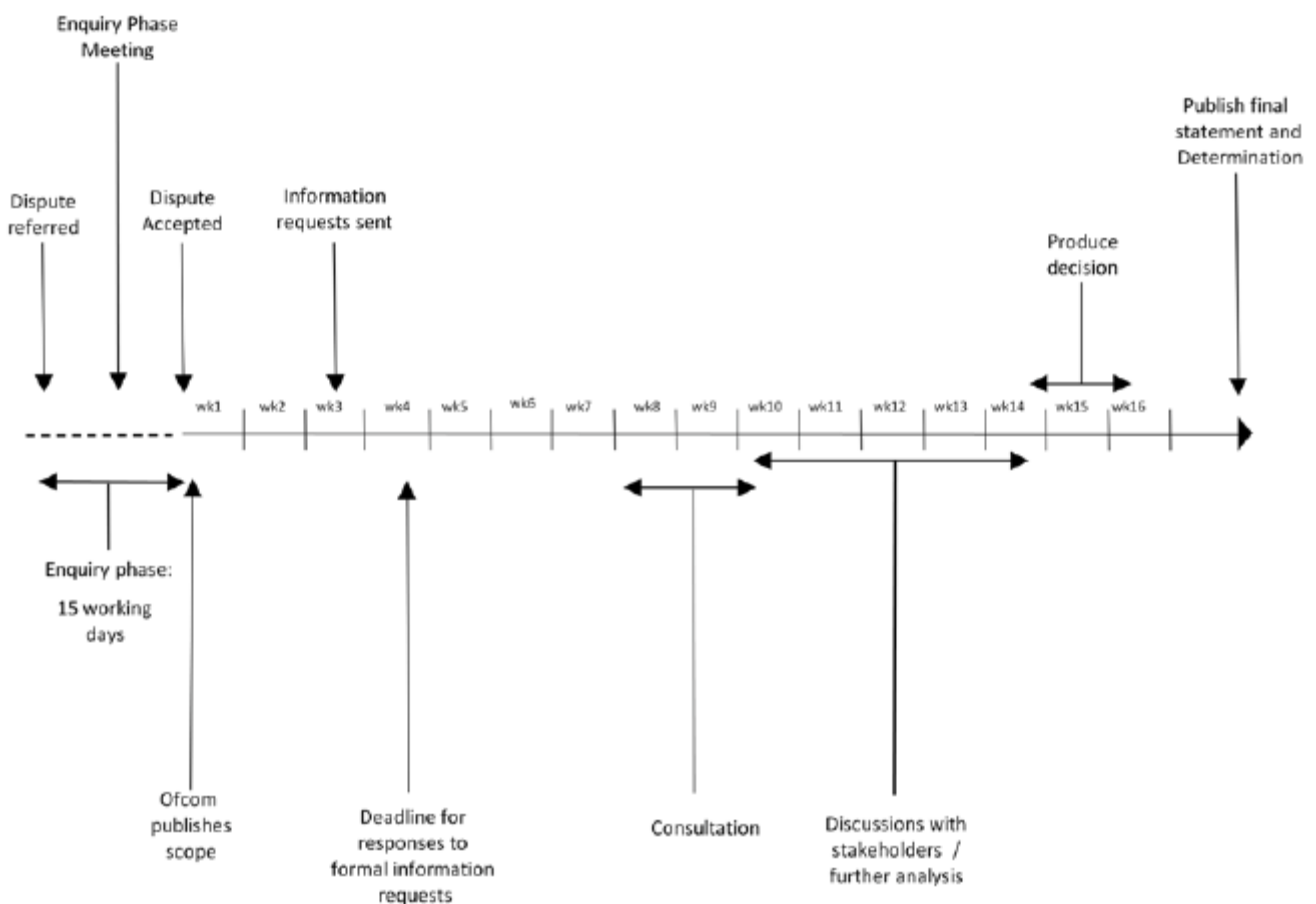 Enquiry Phase
Meeting
Publish final
statement and
Determination
Dispute
referred
Dispute
Accepted
Information
requests sent
Produce
decision
wk1 wk2 wk3 wk4 wk5 wk6 wk7 wk8 wk9 wk10 wk11 wk12 wk13 wk14 wk15 wk16
Enquiry phase:
15 working
days
Ofcom
publishes
scope
Deadline for
responses to
formal information
requests
Consultation
Discussions with
stakeholders /
further analysis